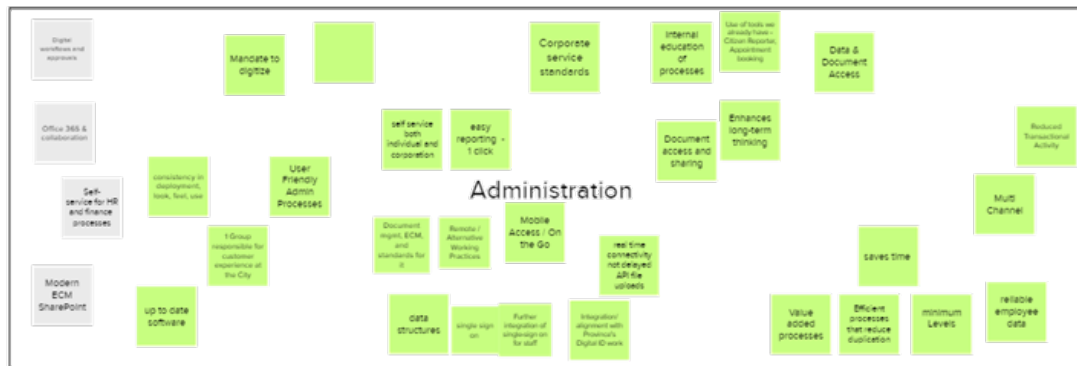 Digital
workflows and
approvals
Office 365 &
collaboration
Self-
service for HR
and finance
processes
Modern
ECM
SharePoint
Mandate to
digitize
consistency in
deployment,
look, feel, use
User
Friendly
Admin
Processes
1 Group
responsible for
customer
experience at
the City
up to date
software
Corporate
service
standards
self service
both
individual and
corporation
easy
reporting -
1 click
Administration
Document
mgmt, ECM,
and
standards for
it
Remote /
Alternative
Working
Practices
Mobile
Access / On
the Go
real time
connectivity
not delayed
API file
uploads
data
structures
single sign
on
Further
integration of
single-sign on
for staff
Integration/
alignment with
Province's
Digital ID work
Internal
education
of
processes
Use of tools we
already have -
Citizen Reporter,
Appointment
booking
Data &
Document
Access
Document
access and
sharing
Enhances
long-term
thinking
Reduced
Transactional
Activity
Multi
Channel
saves time
Value
added
processes
Efficient
processes
that reduce
duplication
minimum
Levels
reliable
employee
data